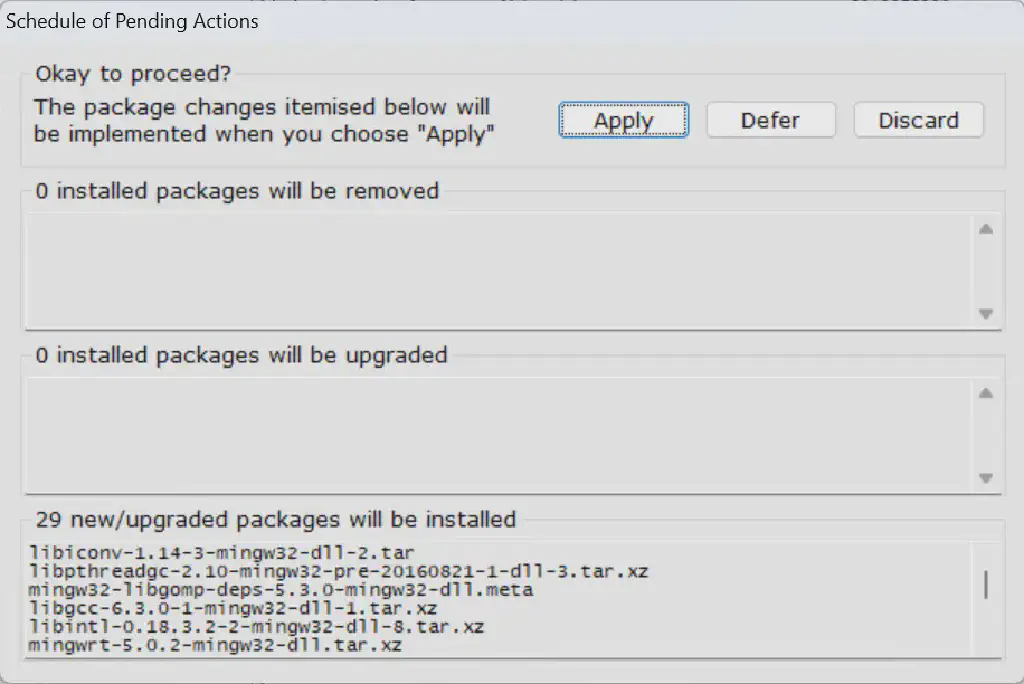 Schedule of Pending Actions
Okay to proceed?
The package changes itemised below will
be implemented when you choose "Apply"
Apply
Defer
Discard
0 installed packages will be removed
0 installed packages will be upgraded
29 new/upgraded packages will be installed
libiconv-1.14-3-mingw32-dll-2.tar
libpthreadgc-2.10-mingw32-pre-20160821-1-dll-3.tar.xz
mingw32-libgomp-deps-5.3.0-mingw32-dll.meta
libgcc-6.3.0-1-mingw32-dll-1.tar.xz
libintl-0.18.3.2-2-mingw32-dll-8.tar.xz
mingwrt-5.0.2-mingw32-dll.tar.xz